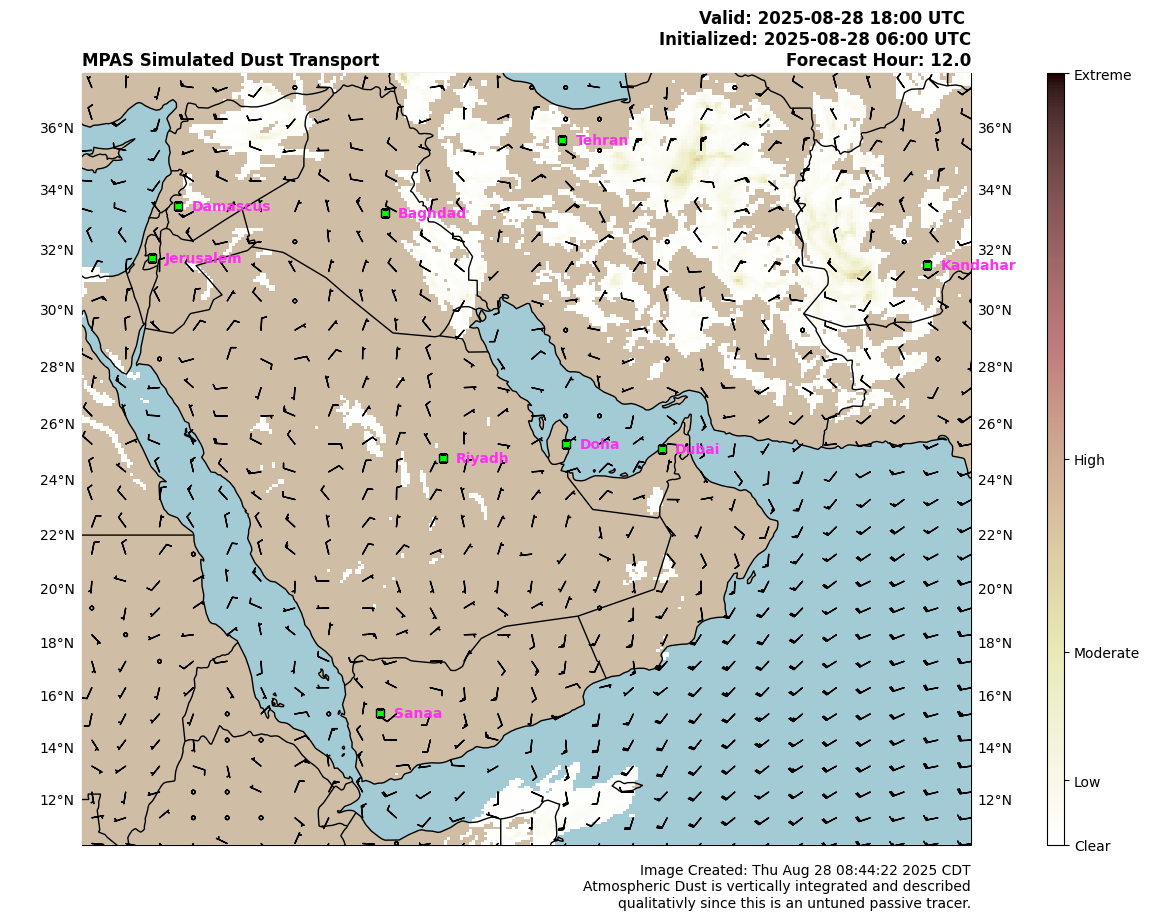 Valid: 2025-08-28 18:00 UTC
Initialized: 2025-08-28 06:00 UTC
MPAS Simulated Dust Transport
Forecast Hour: 12.0
Extreme
36°N
36°N
Tehran
34°N
34°N
Damascus
Baghdad
32°N
32°N
Jerusalem
Kandahar
30°N
30°N
28°N
28°N
26°N
26°N
Doha
Dubai
Riyadh
High
24°N
24°N
22°N
22°N
20°N
20°N
18°N
18°N
Moderate
16°N
16°N
Sanaa
14°N
14°N
Low
12°N
12°N
Clear
Image Created: Thu Aug 28 08:44:22 2025 CDT
Atmospheric Dust is vertically integrated and described
qualitativly since this is an untuned passive tracer.